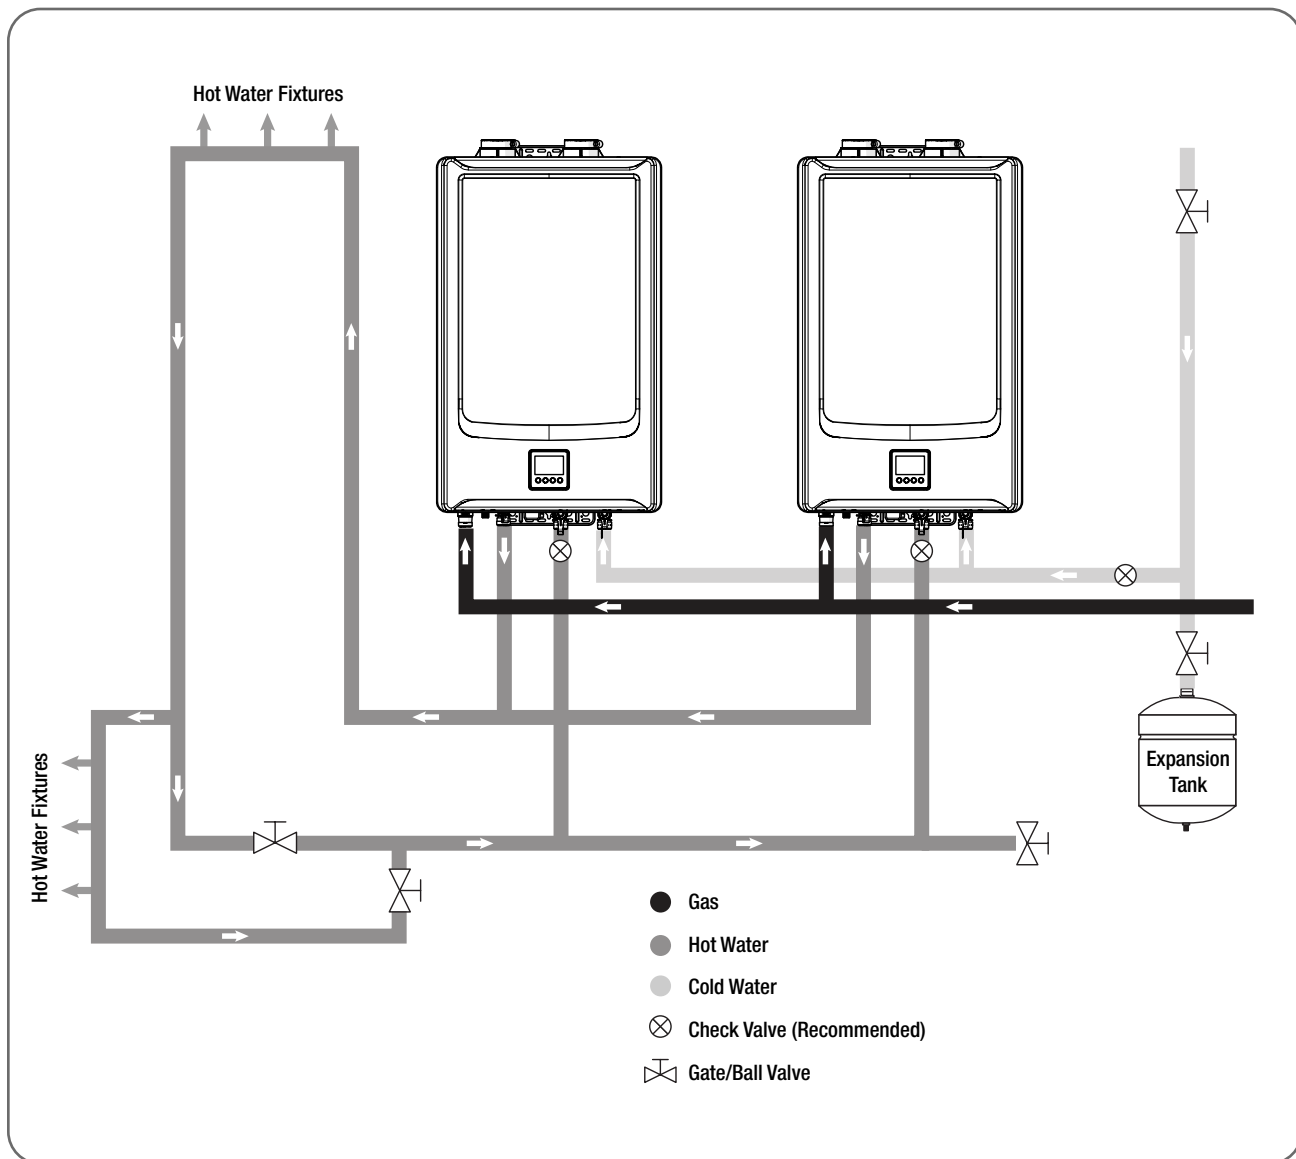 Hot Water Fixtures
Expansion
Tank
Hot Water Fixtures
Gas
Hot Water
Cold Water
Check Valve (Recommended)
Gate/Ball Valve